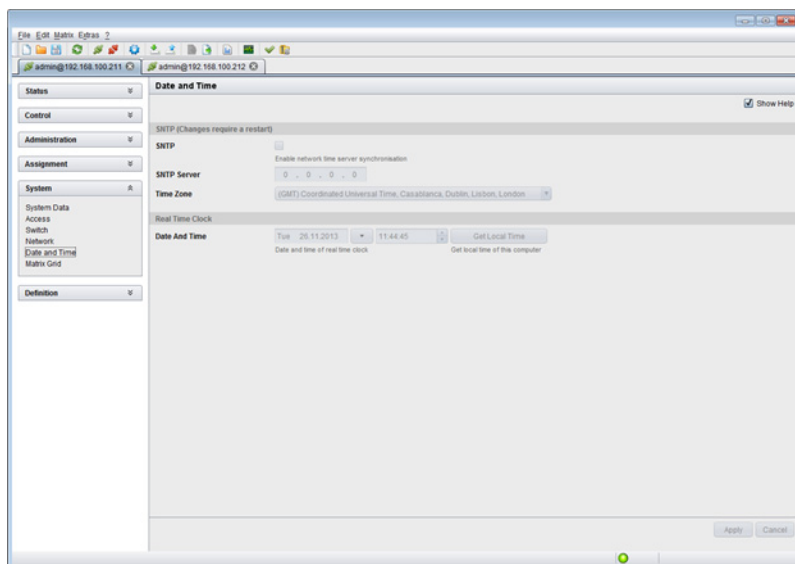 File Edit Matrix Extras ?
admin@192.168.100.211
admin@192.168.100.212
Status
Control
Administration
Assignment
System
System Data
Access
Switch
Network
Date and Time
Matrix Grid
Definition
Date and Time
Show Help
SNTP (Changes require a restart)
SNTP
Enable network time server synchronisation
SNTP Server 0 . 0 . 0 . 0
Time Zone (GMT) Coordinated Universal Time, Casablanca, Dublin, Lisbon, London
Real Time Clock
Date And Time Tue 26.11.2013 11:44:45 Get Local Time
Date and time of real time clock Get local time of this computer
Apply Cancel